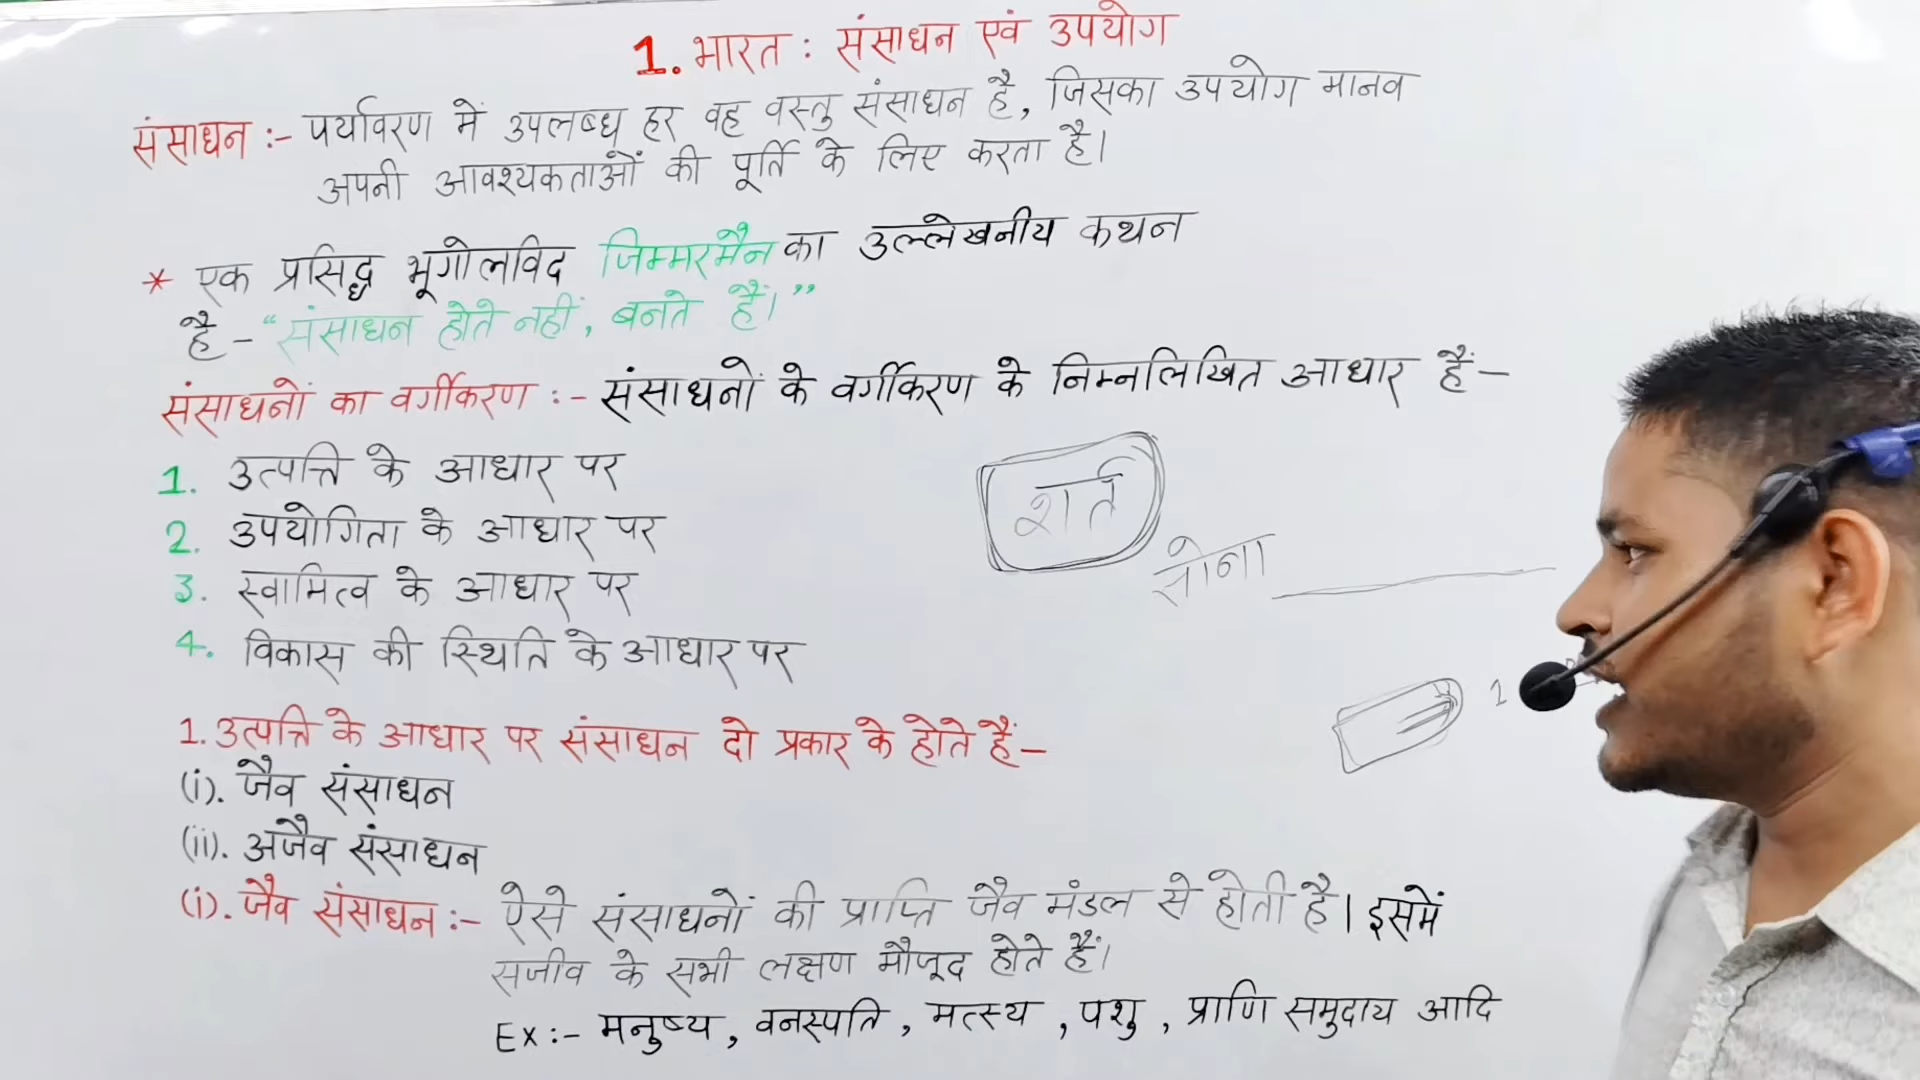 1. भारत : संसाधन एवं उपयोग
संसाधन :- पर्यावरण में उपलब्ध हर वह वस्तु संसाधन है, जिसका उपयोग मानव
अपनी आवश्यकताओं की पूर्ति के लिए करता है।
* एक प्रसिद्ध भूगोलविद जिम्मरमैन का उल्लेखनीय कथन
है - “संसाधन होते नहीं, बनते हैं।”
संसाधनों का वर्गीकरण :- संसाधनों के वर्गीकरण के निम्नलिखित आधार हैं-
1. उत्पत्ति के आधार पर
2. उपयोगिता के आधार पर
3. स्वामित्व के आधार पर
4. विकास की स्थिति के आधार पर
शर्त
सोना
1
1. उत्पत्ति के आधार पर संसाधन दो प्रकार के होते हैं-
(i). जैव संसाधन
(ii). अजैव संसाधन
(i). जैव संसाधन :- ऐसे संसाधनों की प्राप्ति जैव मंडल से होती है। इसमें
सजीव के सभी लक्षण मौजूद होते हैं।
Ex :- मनुष्य, वनस्पति, मत्स्य, पशु, प्राणि समुदाय आदि